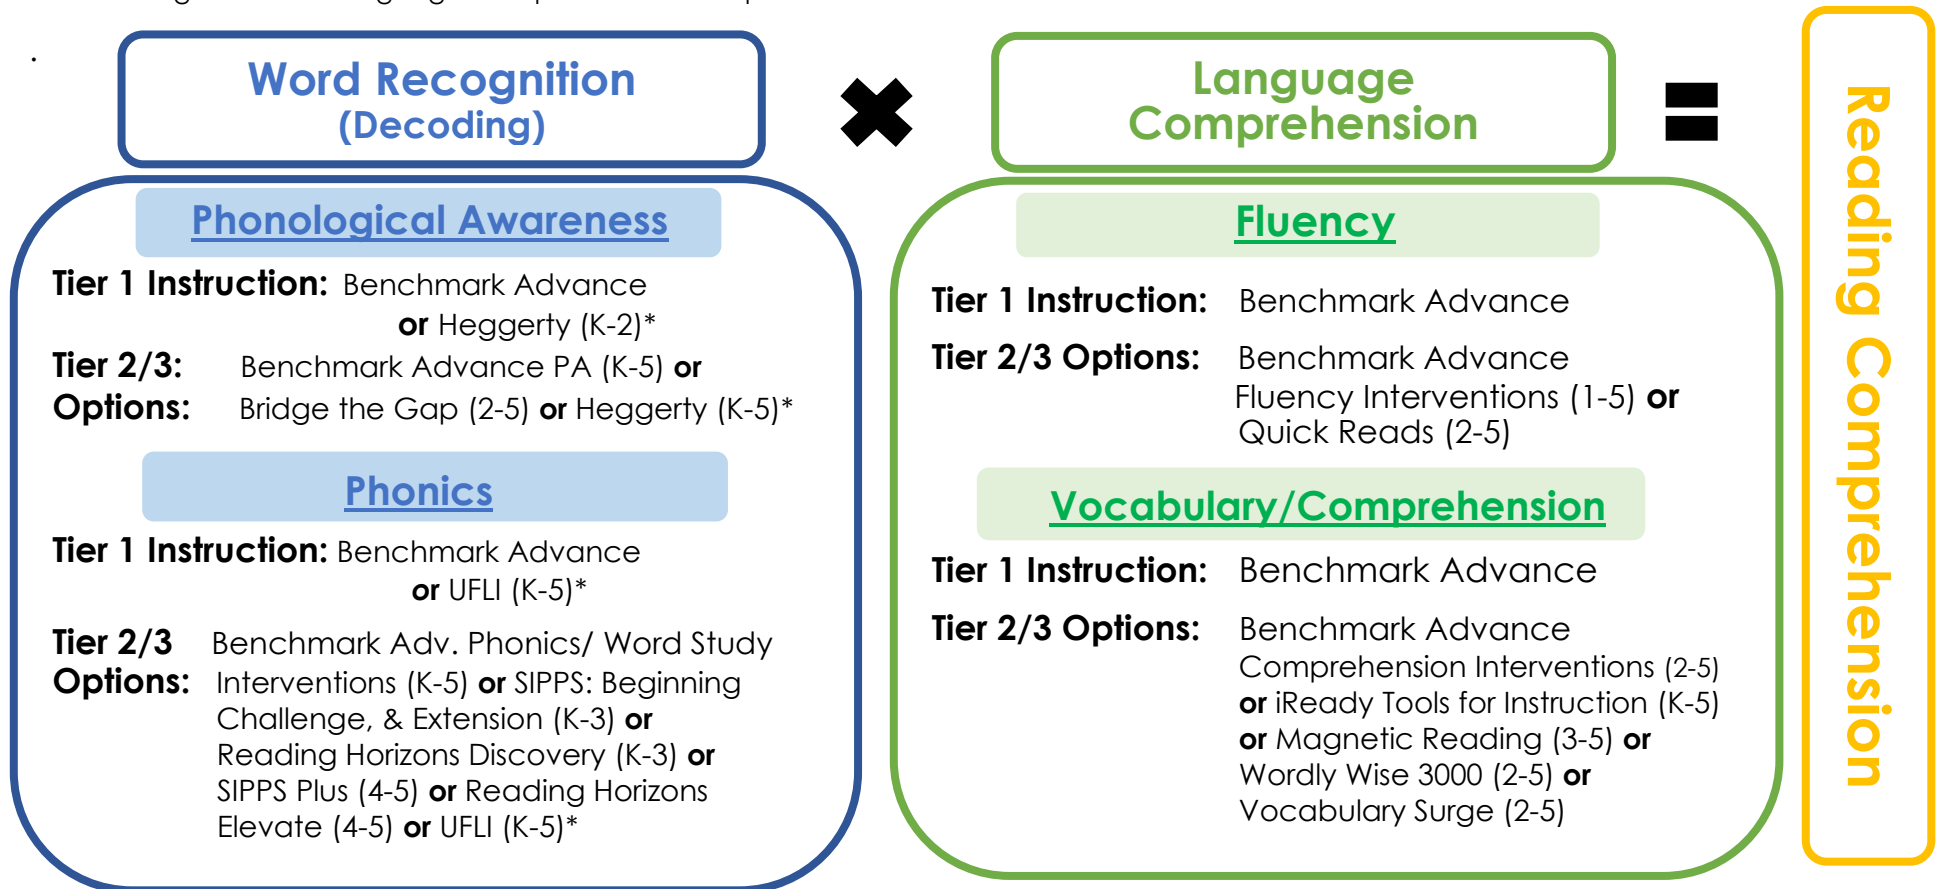 .
Word Recognition
(Decoding)
Phonological Awareness
Tier 1 Instruction: Benchmark Advance
or Heggerty (K-2)*
Tier 2/3: Benchmark Advance PA (K-5) or
Options: Bridge the Gap (2-5) or Heggerty (K-5)*
Phonics
Tier 1 Instruction: Benchmark Advance
or UFLI (K-5)*
Tier 2/3 Benchmark Adv. Phonics/ Word Study
Options: Interventions (K-5) or SIPPS: Beginning
Challenge, & Extension (K-3) or
Reading Horizons Discovery (K-3) or
SIPPS Plus (4-5) or Reading Horizons
Elevate (4-5) or UFLI (K-5)*
Language
Comprehension
Fluency
Tier 1 Instruction: Benchmark Advance
Tier 2/3 Options: Benchmark Advance
Fluency Interventions (1-5) or
Quick Reads (2-5)
Vocabulary/Comprehension
Tier 1 Instruction: Benchmark Advance
Tier 2/3 Options: Benchmark Advance
Comprehension Interventions (2-5)
or iReady Tools for Instruction (K-5)
or Magnetic Reading (3-5) or
Wordly Wise 3000 (2-5) or
Vocabulary Surge (2-5)
Reading Comprehension